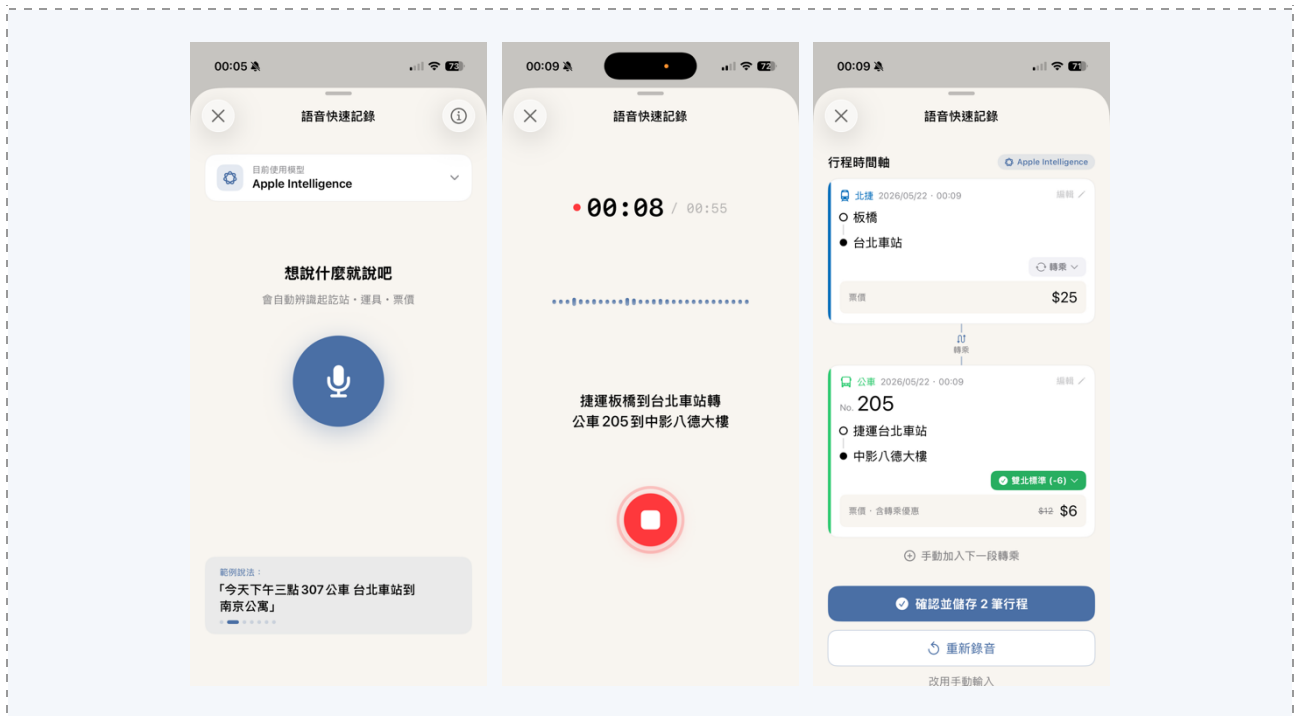 00:05
73
語音快速記錄
目前使用模型
Apple Intelligence
想說什麼就說吧
會自動辨識起訖站・運具・票價
範例說法：
「今天下午三點 307 公車 台北車站到
南京公寓」
00:09
72
語音快速記錄
00:08 / 00:55
捷運板橋到台北車站轉
公車 205 到中影八德大樓
00:09
71
語音快速記錄
行程時間軸
Apple Intelligence
北捷 2026/05/22・00:09
編輯
板橋
台北車站
轉乘
票價
$25
轉乘
公車 2026/05/22・00:09
編輯
No. 205
捷運台北車站
中影八德大樓
雙北標準 (-6)
票價・含轉乘優惠
$12 $6
手動加入下一段轉乘
確認並儲存 2 筆行程
重新錄音
改用手動輸入